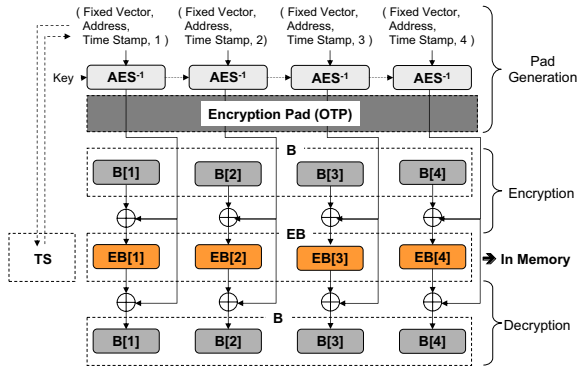 ( Fixed Vector, Address, Time Stamp, 1 )
( Fixed Vector, Address, Time Stamp, 2)
( Fixed Vector, Address, Time Stamp, 3 )
( Fixed Vector, Address, Time Stamp, 4 )
Pad Generation
Key
AES-1 AES-1 AES-1 AES-1
Encryption Pad (OTP)
B
B[1] B[2] B[3] B[4]
Encryption
EB
TS
EB[1] EB[2] EB[3] EB[4]
In Memory
B
B[1] B[2] B[3] B[4]
Decryption